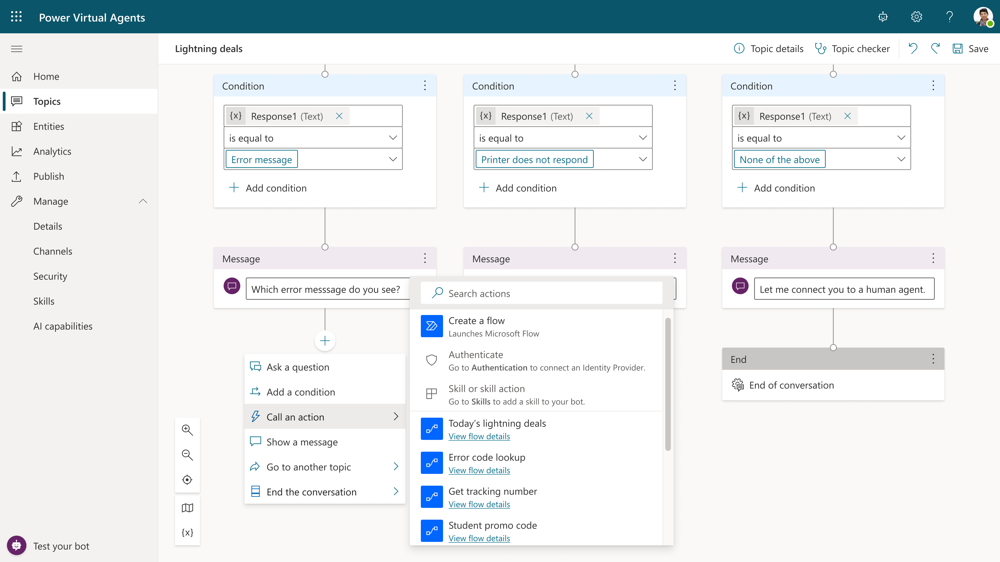 Power Virtual Agents
Lightning deals
Topic details
Topic checker
Save
Home
Topics
Entities
Analytics
Publish
Manage
Details
Channels
Security
Skills
AI capabilities
Test your bot
Condition
{x} Response1 (Text)
is equal to
Error message
Add condition
Condition
{x} Response1 (Text)
is equal to
Printer does not respond
Add condition
Condition
{x} Response1 (Text)
is equal to
None of the above
Add condition
Message
Which error messsage do you see?
Message
Message
Let me connect you to a human agent.
End
End of conversation
Ask a question
Add a condition
Call an action
Show a message
Go to another topic
End the conversation
Search actions
Create a flow
Launches Microsoft Flow
Authenticate
Go to Authentication to connect an Identity Provider.
Skill or skill action
Go to Skills to add a skill to your bot.
Today’s lightning deals
View flow details
Error code lookup
View flow details
Get tracking number
View flow details
Student promo code
View flow details
{x}